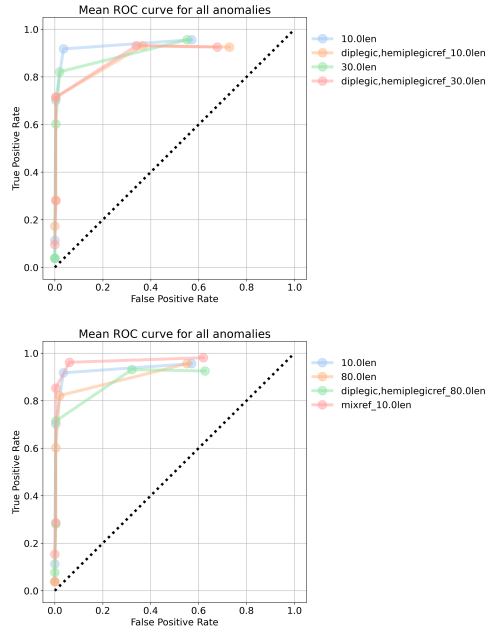 Mean ROC curve for all anomalies
1.0
0.8
0.6
0.4
0.2
0.0
True Positive Rate
0.0 0.2 0.4 0.6 0.8 1.0
False Positive Rate
10.0len
diplegic,hemiplegicref_10.0len
30.0len
diplegic,hemiplegicref_30.0len
Mean ROC curve for all anomalies
1.0
0.8
0.6
0.4
0.2
0.0
True Positive Rate
0.0 0.2 0.4 0.6 0.8 1.0
False Positive Rate
10.0len
80.0len
diplegic,hemiplegicref_80.0len
mixref_10.0len